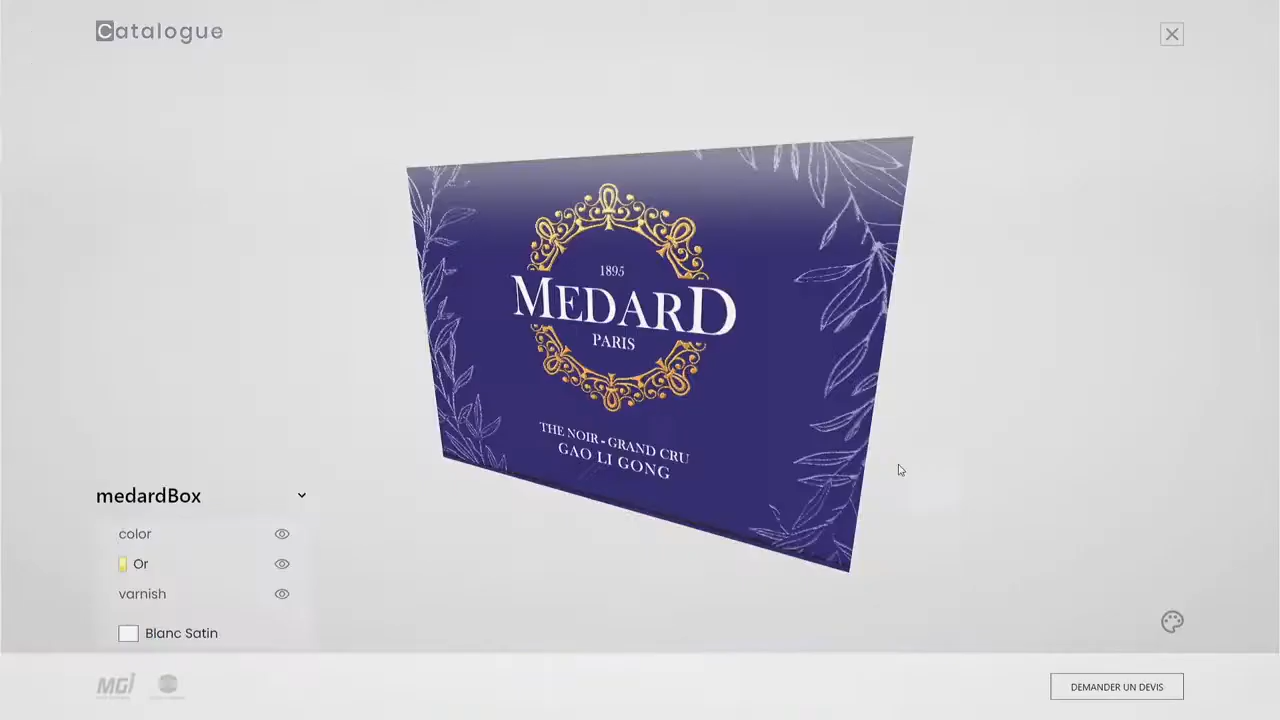 Catalogue
1895
MEDARD
PARIS
THE NOIR - GRAND CRU
GAO LI GONG
medardBox
color
Or
varnish
Blanc Satin
MGI
DEMANDER UN DEVIS